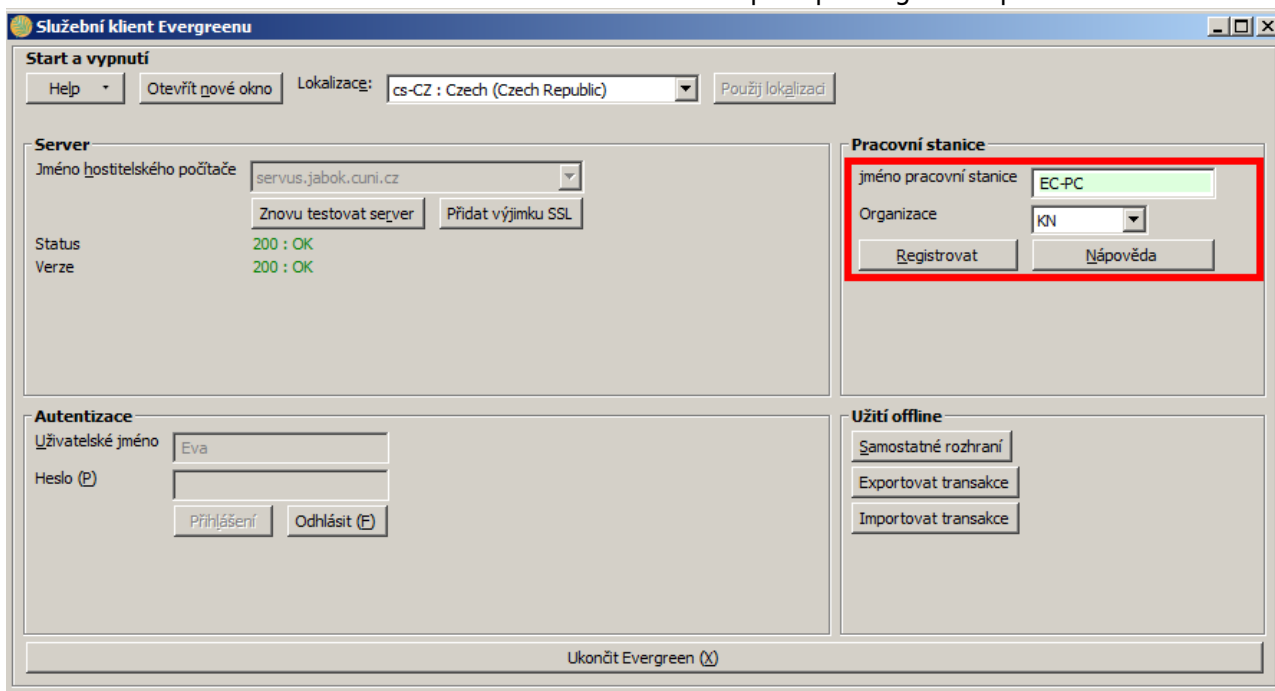 Služební klient Evergreenu
Start a vypnutí
Help
Otevřít nové okno
Lokalizace:
cs-CZ : Czech (Czech Republic)
Použij lokalizaci
Server
Jméno hostitelského počítače
servus.jabok.cuni.cz
Znovu testovat server
Přidat výjimku SSL
Status
200 : OK
Verze
200 : OK
Pracovní stanice
jméno pracovní stanice
EC-PC
Organizace
KN
Registrovat
Nápověda
Autentizace
Uživatelské jméno
Eva
Heslo (P)
Přihlášení
Odhlásit (F)
Užití offline
Samostatné rozhraní
Exportovat transakce
Importovat transakce
Ukončit Evergreen (X)